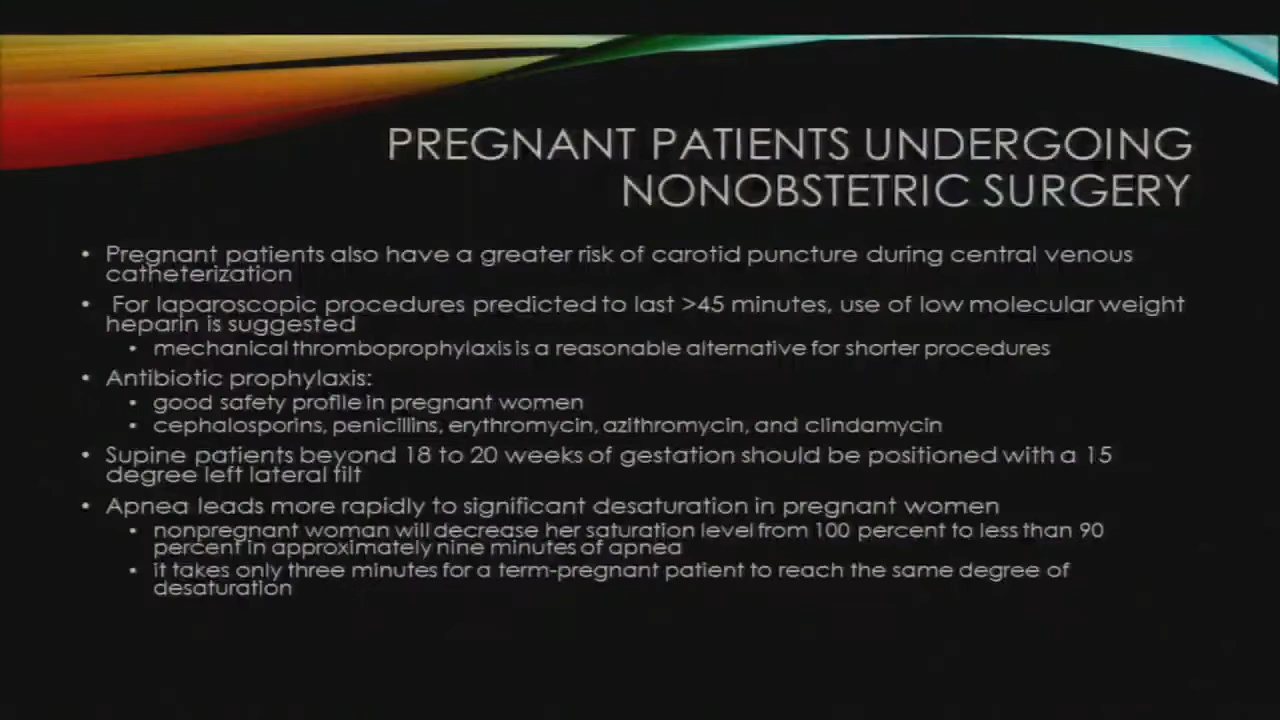 PREGNANT PATIENTS UNDERGOING
NONOBSTETRIC SURGERY
• Pregnant patients also have a greater risk of carotid puncture during central venous
catheterization
• For laparoscopic procedures predicted to last >45 minutes, use of low molecular weight
heparin is suggested
• mechanical thromboprophylaxis is a reasonable alternative for shorter procedures
• Antibiotic prophylaxis:
• good safety profile in pregnant women
• cephalosporins, penicillins, erythromycin, azithromycin, and clindamycin
• Supine patients beyond 18 to 20 weeks of gestation should be positioned with a 15
degree left lateral tilt
• Apnea leads more rapidly to significant desaturation in pregnant women
• nonpregnant woman will decrease her saturation level from 100 percent to less than 90
percent in approximately nine minutes of apnea
• it takes only three minutes for a term-pregnant patient to reach the same degree of
desaturation